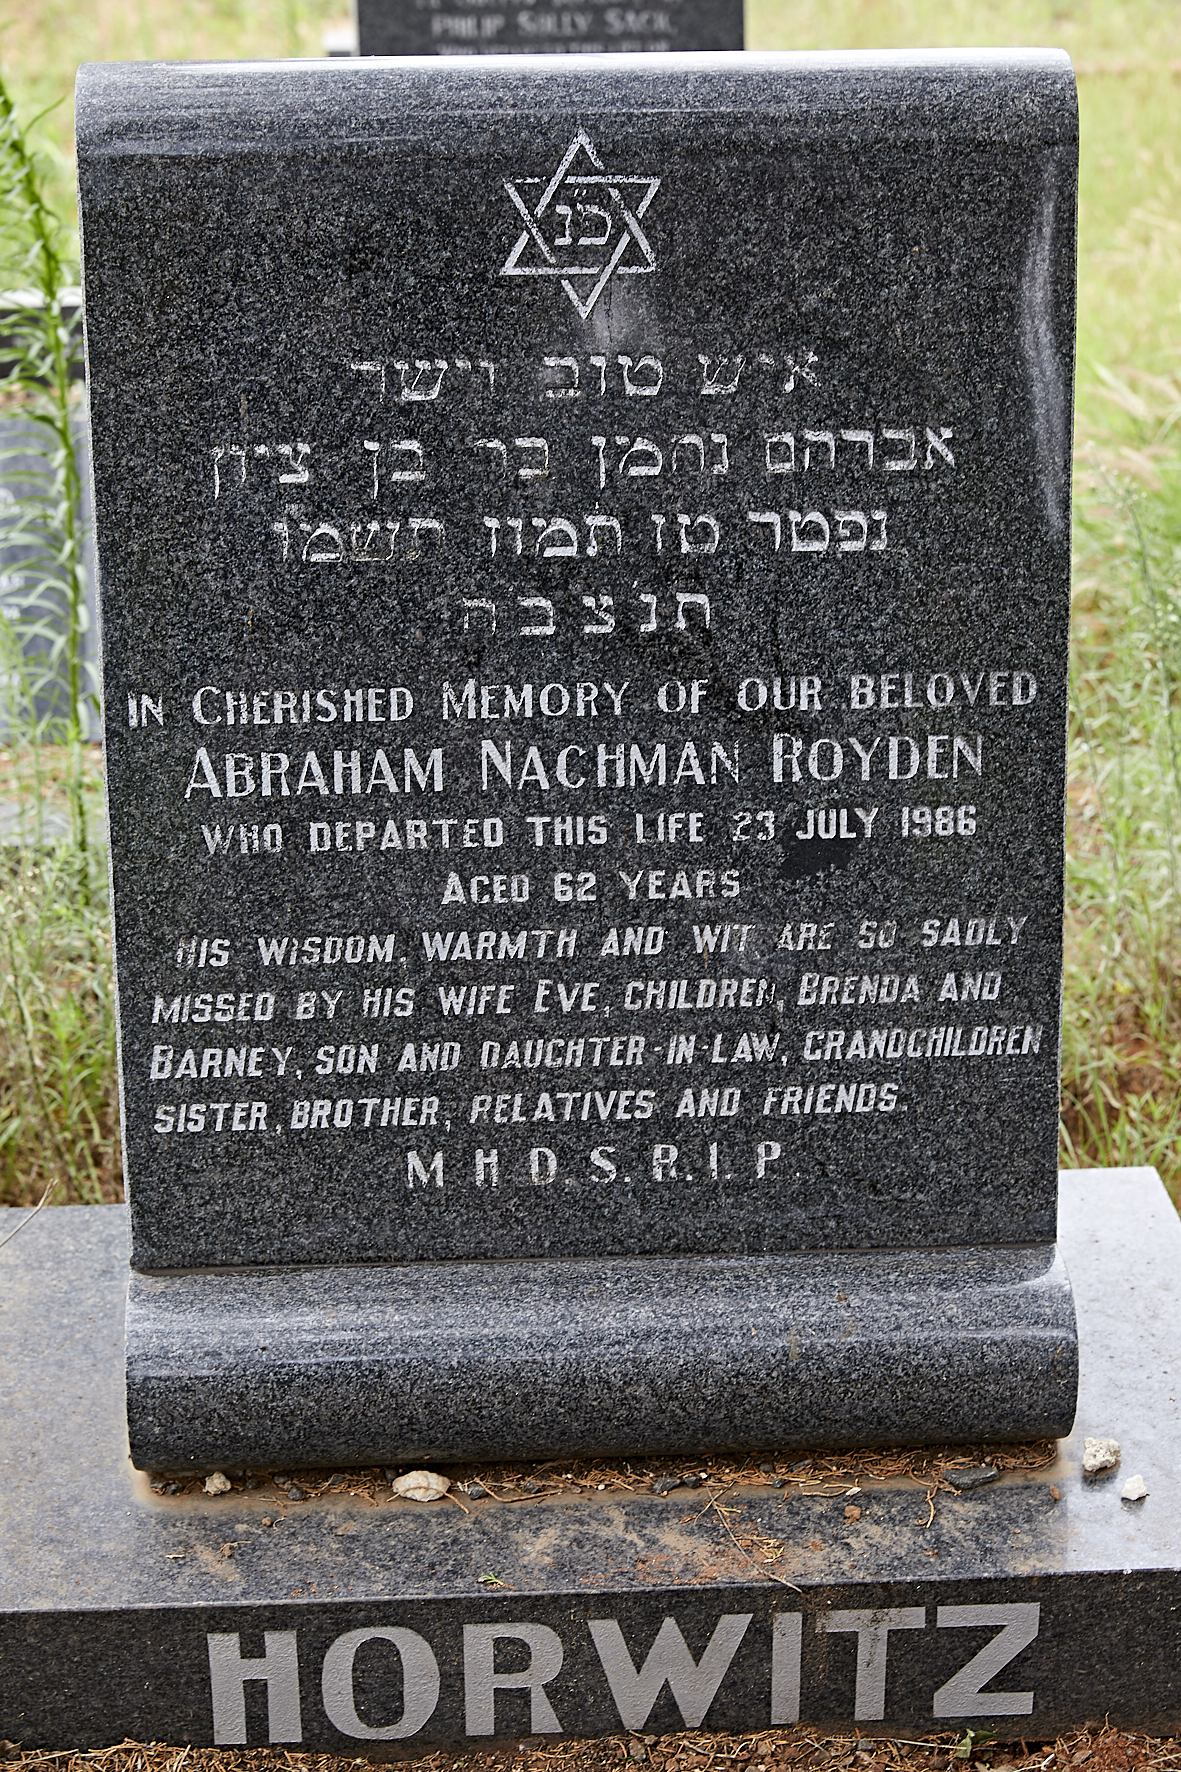 PHILIP SOLLY SACK.
פ״נ
איש טוב וישר
אברהם נחמן בר בן ציון
נפטר טז תמוז תשמו
תנצבה
IN CHERISHED MEMORY OF OUR BELOVED
ABRAHAM NACHMAN ROYDEN
WHO DEPARTED THIS LIFE 23 JULY 1986
AGED 62 YEARS
HIS WISDOM, WARMTH AND WIT ARE SO SADLY
MISSED BY HIS WIFE EVE, CHILDREN, BRENDA AND
BARNEY, SON AND DAUGHTER-IN-LAW, GRANDCHILDREN
SISTER, BROTHER, RELATIVES AND FRIENDS.
M H D. S. R. I. P.
HORWITZ